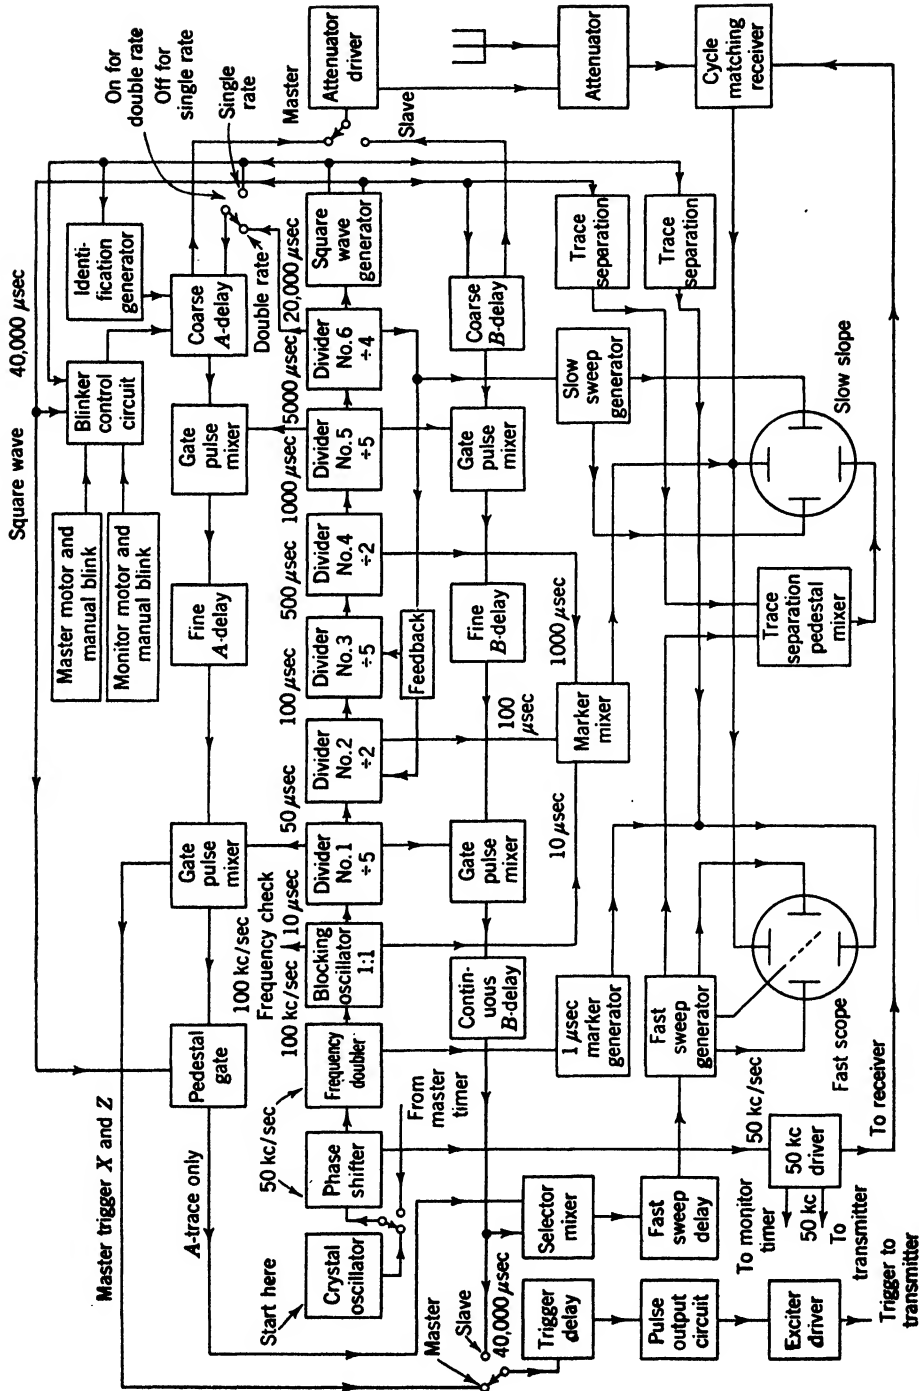 Square wave
40,000 μsec
On for
double rate
Off for
single rate
Single
rate
Master
Attenuator
driver
Slave
Attenuator
Cycle
matching
receiver
Identi-
fication
generator
Blinker
control
circuit
Master motor and
manual blink
Monitor motor and
manual blink
Coarse
A-delay
Double rate
Gate
pulse
mixer
Fine
A-delay
Gate
pulse
mixer
Pedestal
gate
Master trigger X and Z
A-trace only
Start here
Crystal
oscillator
50 kc/sec
Phase
shifter
From
master
timer
Frequency
doubler
100 kc/sec
Frequency check
100 kc/sec
Blocking
oscillator
1:1
10 μsec
Divider
No.1
÷5
50 μsec
Divider
No.2
÷2
100 μsec
Divider
No.3
÷5
500 μsec
Divider
No.4
÷2
1000 μsec
Divider
No.5
÷5
5000 μsec
Divider
No.6
÷4
20,000 μsec
Square
wave
generator
Feedback
Coarse
B-delay
Gate
pulse
mixer
Fine
B-delay
Gate
pulse
mixer
Contin-
uous
B-delay
Trace
separation
Trace
separation
Slow
sweep
generator
1000 μsec
100
μsec
10 μsec
Marker
mixer
1 μsec
marker
generator
Master
Slave
40,000 μsec
Selector
mixer
Trigger
delay
Fast
sweep
delay
Fast
sweep
generator
Pulse
output
circuit
Exciter
driver
Trigger to
transmitter
50 kc/sec
50 kc
driver
To monitor
timer
50 kc
To
transmitter
To receiver
Fast scope
Trace
separation
pedestal
mixer
Slow slope